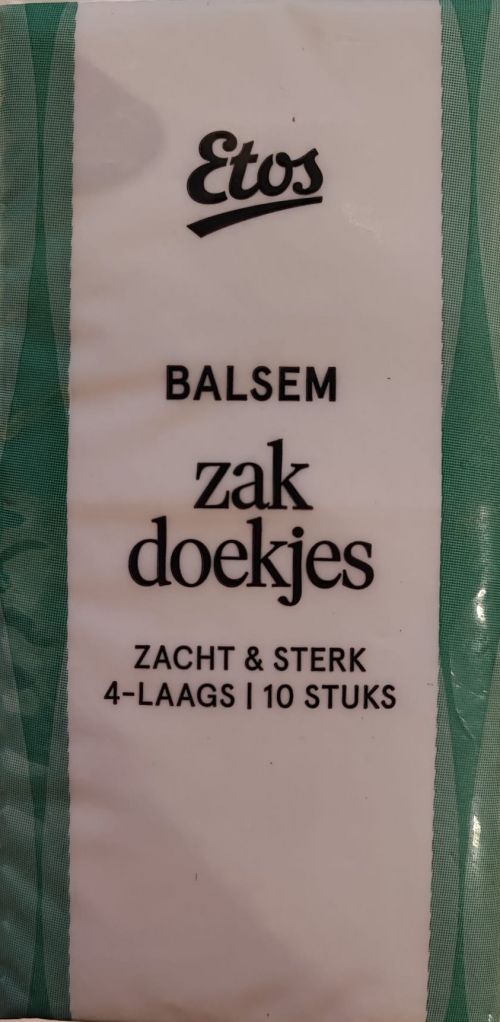 Etos
BALSEM
zak
doekjes
ZACHT & STERK
4-LAAGS | 10 STUKS